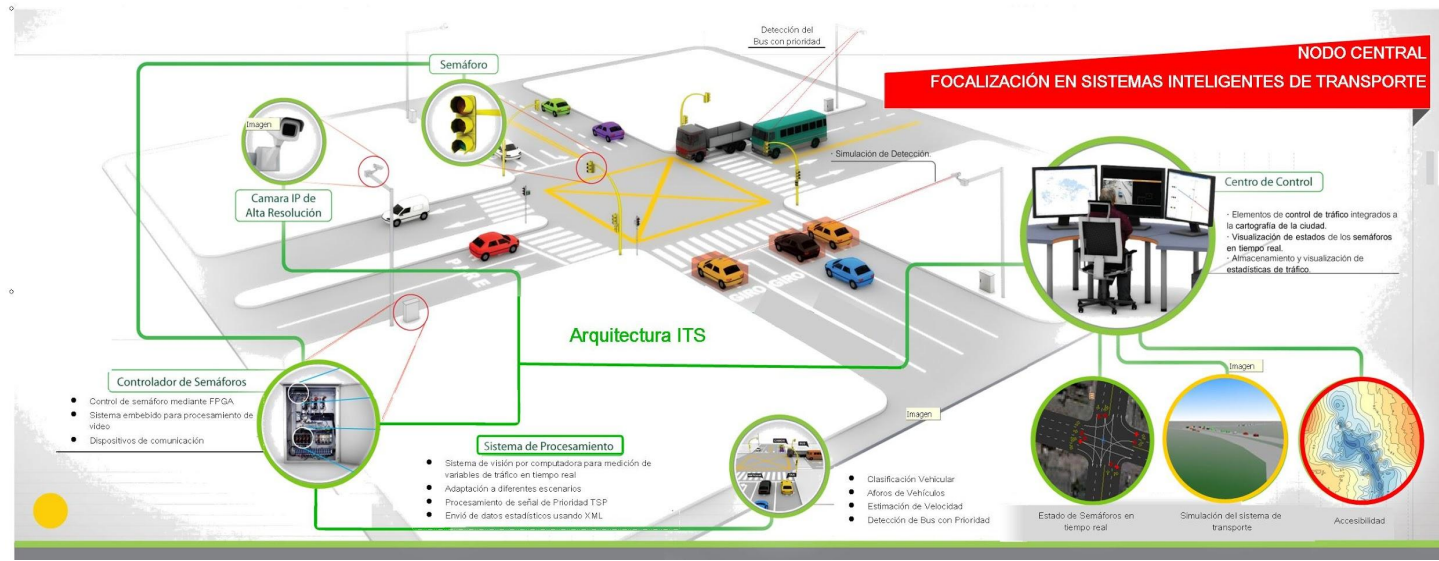 NODO CENTRAL
FOCALIZACIÓN EN SISTEMAS INTELIGENTES DE TRANSPORTE
Detección del
Bus con prioridad
Semáforo
Imagen
Camara IP de
Alta Resolución
· Simulación de Detección.
Centro de Control
· Elementos de control de tráfico integrados a
la cartografía de la ciudad.
· Visualización de estados de los semáforos
en tiempo real.
· Almacenamiento y visualización de
estadísticas de tráfico.
PARE
GIRO
GIRO
Arquitectura ITS
Controlador de Semáforos
● Control de semáforo mediante FPGA
● Sistema embebido para procesamiento de
video
● Dispositivos de comunicación
Sistema de Procesamiento
● Sistema de visión por computadora para medición de
variables de tráfico en tiempo real
● Adaptación a diferentes escenarios
● Procesamiento de señal de Prioridad TSP
● Envió de datos estadísticos usando XML
Imagen
● Clasificación Vehicular
● Aforos de Vehículos
● Estimación de Velocidad
● Detección de Bus con Prioridad
Imagen
Estado de Semáforos en
tiempo real
Simulación del sistema de
transporte
Accesibilidad